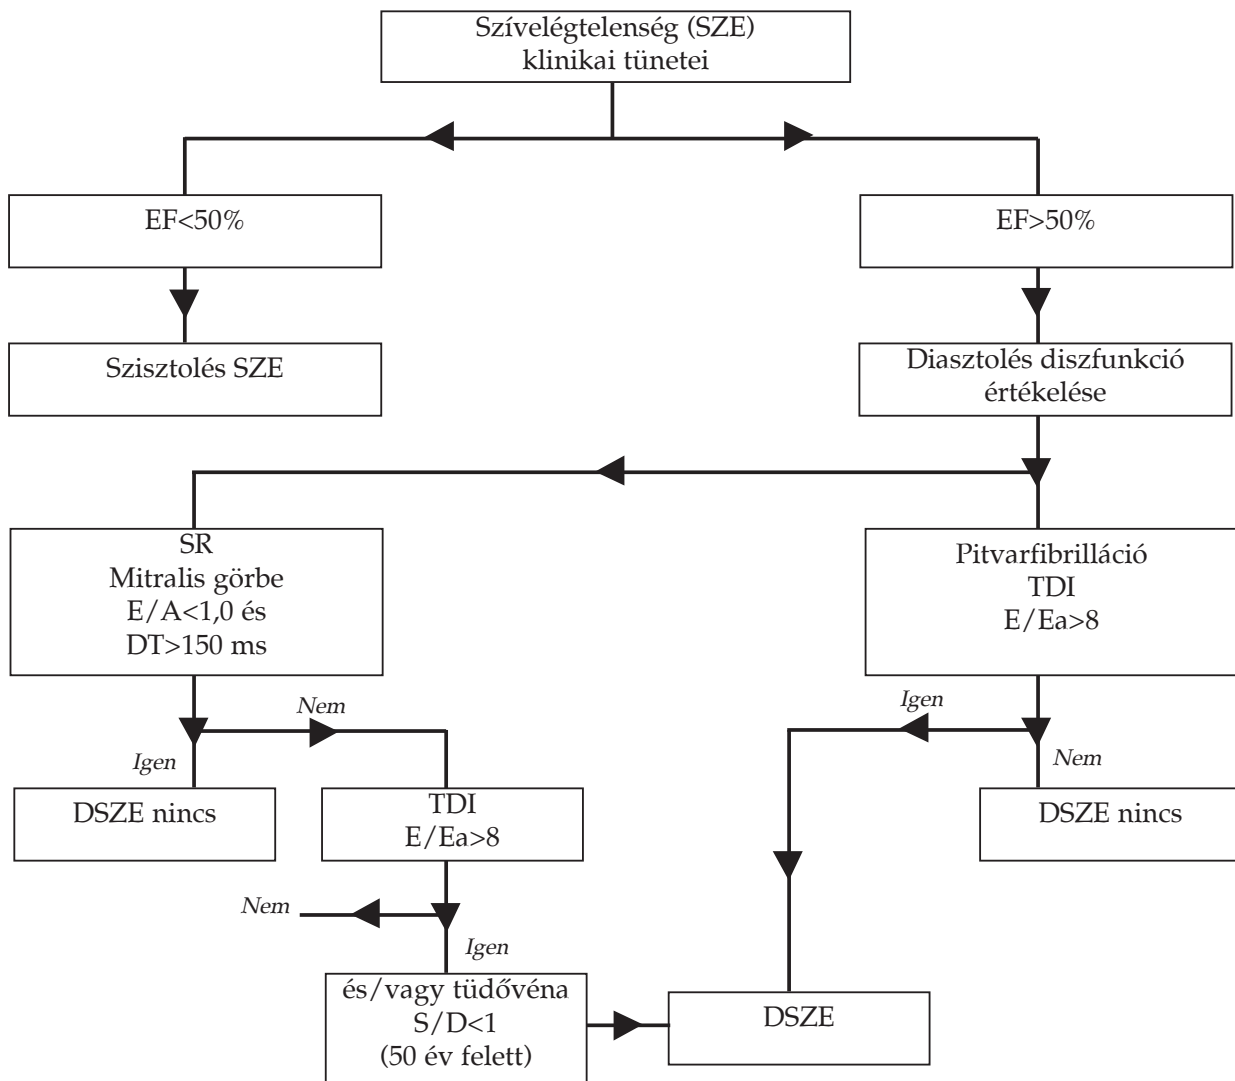 Szívelégtelenség (SZE)
klinikai tünetei
EF<50%
EF>50%
Szisztolés SZE
Diasztolés diszfunkció
értékelése
SR
Mitralis görbe
E/A<1,0 és
DT>150 ms
Pitvarfibrilláció
TDI
E/Ea>8
Nem
Igen
Igen
Nem
DSZE nincs
TDI
E/Ea>8
DSZE nincs
Nem
Igen
és/vagy tüdővéna
S/D<1
(50 év felett)
DSZE